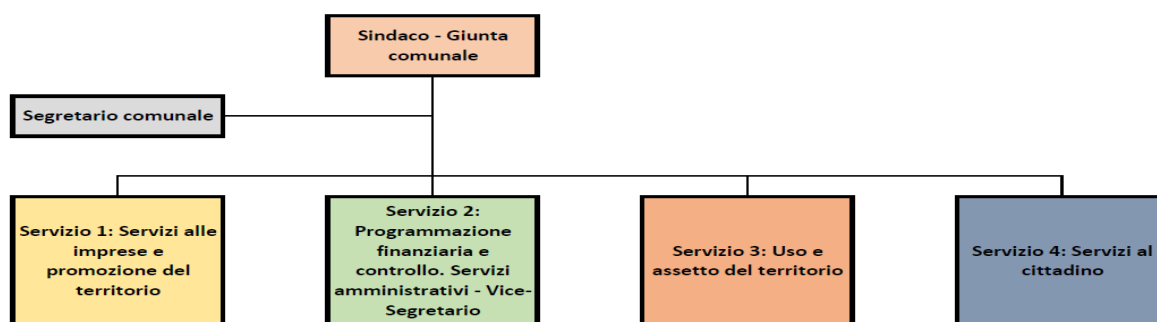 Sindaco - Giunta
comunale
Segretario comunale
Servizio 1: Servizi alle
imprese e
promozione del
territorio
Servizio 2:
Programmazione
finanziaria e
controllo. Servizi
amministrativi - Vice-
Segretario
Servizio 3: Uso e
assetto del territorio
Servizio 4: Servizi al
cittadino